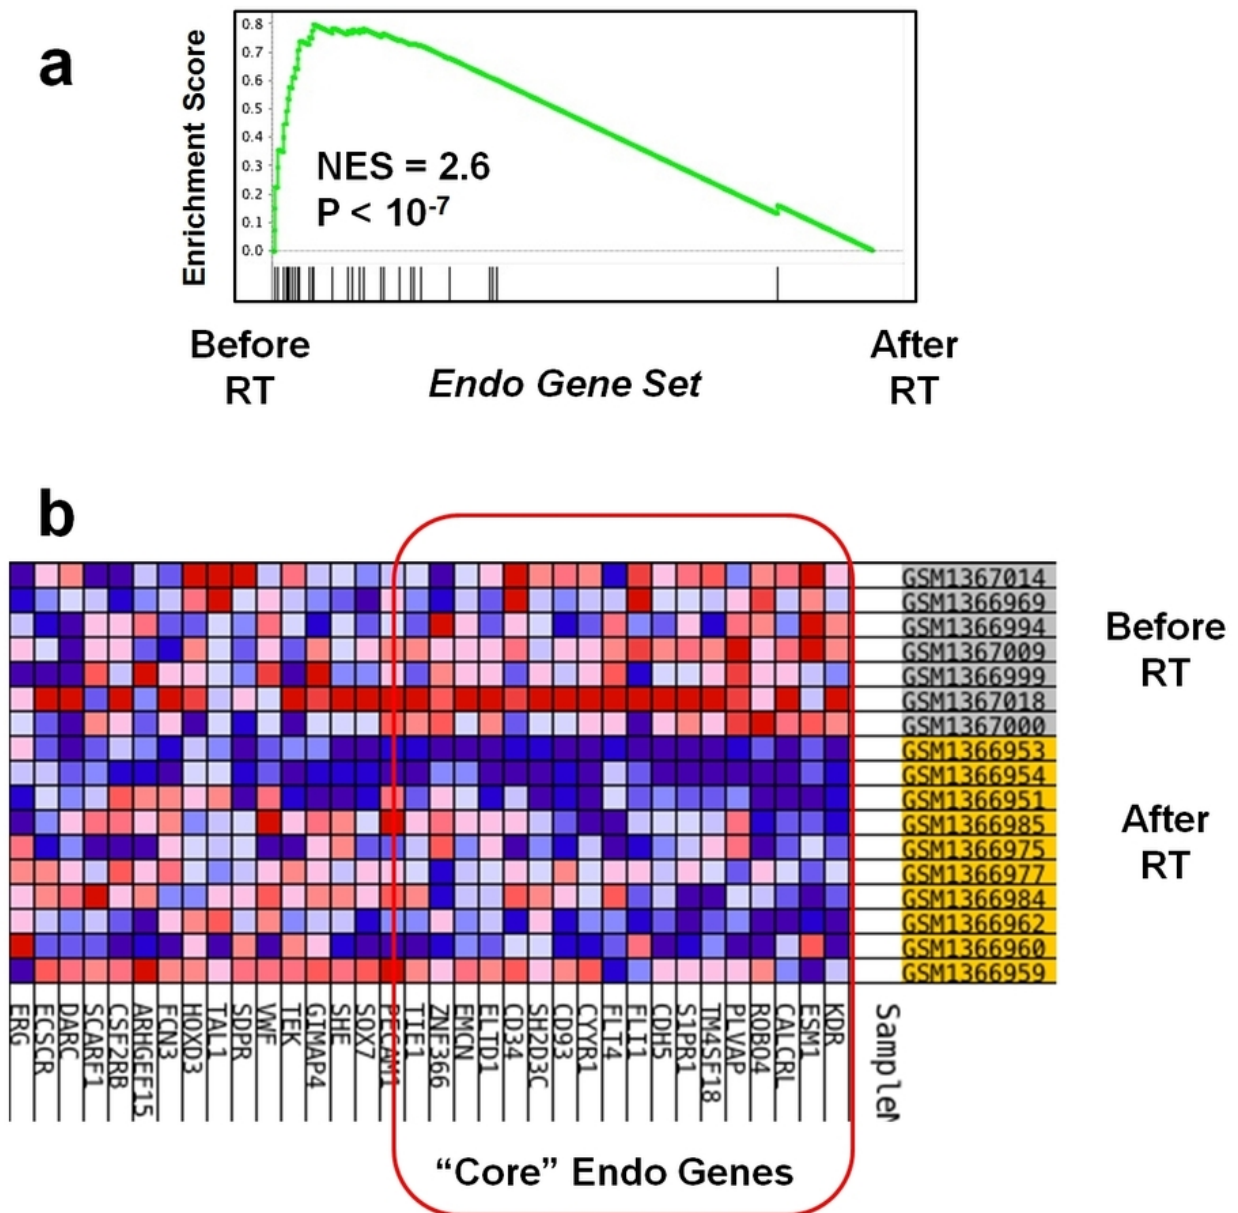 a
Enrichment Score
0.8
0.7
0.6
0.5
0.4
0.3
0.2
0.1
0.0
NES = 2.6
P < 10-7
Before
RT
Endo Gene Set
After
RT
b
GSM1367014
GSM1366969
GSM1366994
GSM1367009
GSM1366999
GSM1367018
GSM1367000
GSM1366953
GSM1366954
GSM1366951
GSM1366985
GSM1366975
GSM1366977
GSM1366984
GSM1366962
GSM1366960
GSM1366959
Before
RT
After
RT
ERG
ECSCR
DARC
SCARF1
CSF2RB
ARHGEF15
FCN3
HOXD3
TAL1
SDPR
VWF
TEK
GIMAP4
SHE
SOX7
PECAM1
TIE1
ZNF366
EMCN
ELTD1
CD34
SH2D3C
CD93
CYYR1
FLT4
FLI1
CDH5
S1PR1
TM4SF18
PLVAP
ROBO4
CALCRL
ESM1
KDR
Sample
"Core" Endo Genes